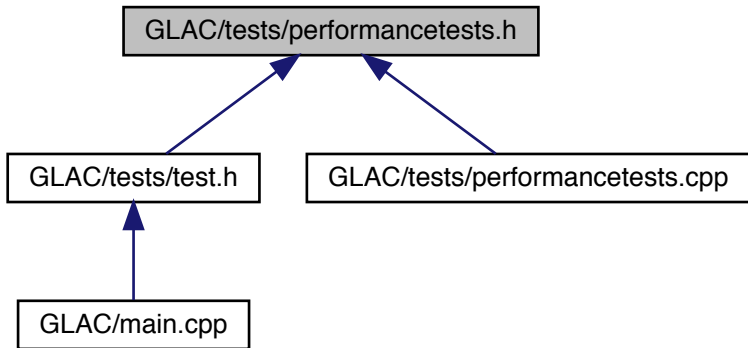 GLAC/tests/performancetests.h
GLAC/tests/test.h
GLAC/tests/performancetests.cpp
GLAC/main.cpp